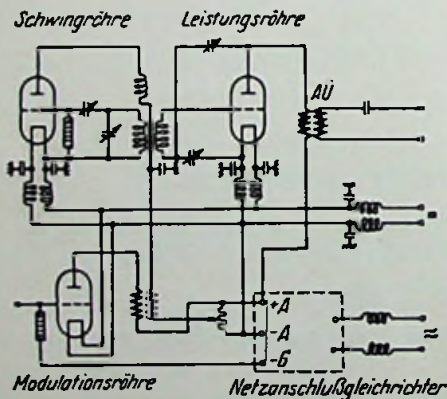 Schwingröhre
Leistungsröhre
AÜ
=
+A
-A
-G
≈
Modulationsröhre
Netzanschlußgleichrichter